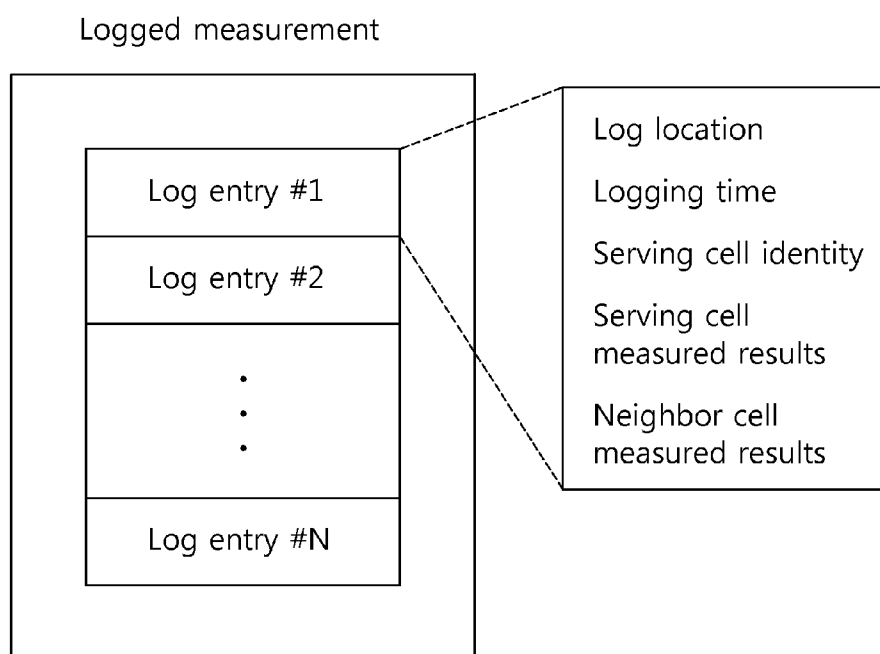 Logged measurement
Log entry #1
Log entry #2
Log entry #N
Log location
Logging time
Serving cell identity
Serving cell
measured results
Neighbor cell
measured results